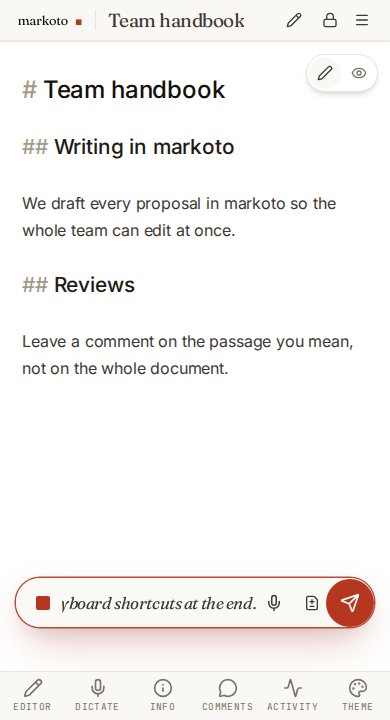 markoto
Team handbook
# Team handbook
## Writing in markoto
We draft every proposal in markoto so the
whole team can edit at once.
## Reviews
Leave a comment on the passage you mean,
not on the whole document.
yboard shortcuts at the end.
EDITOR DICTATE INFO COMMENTS ACTIVITY THEME